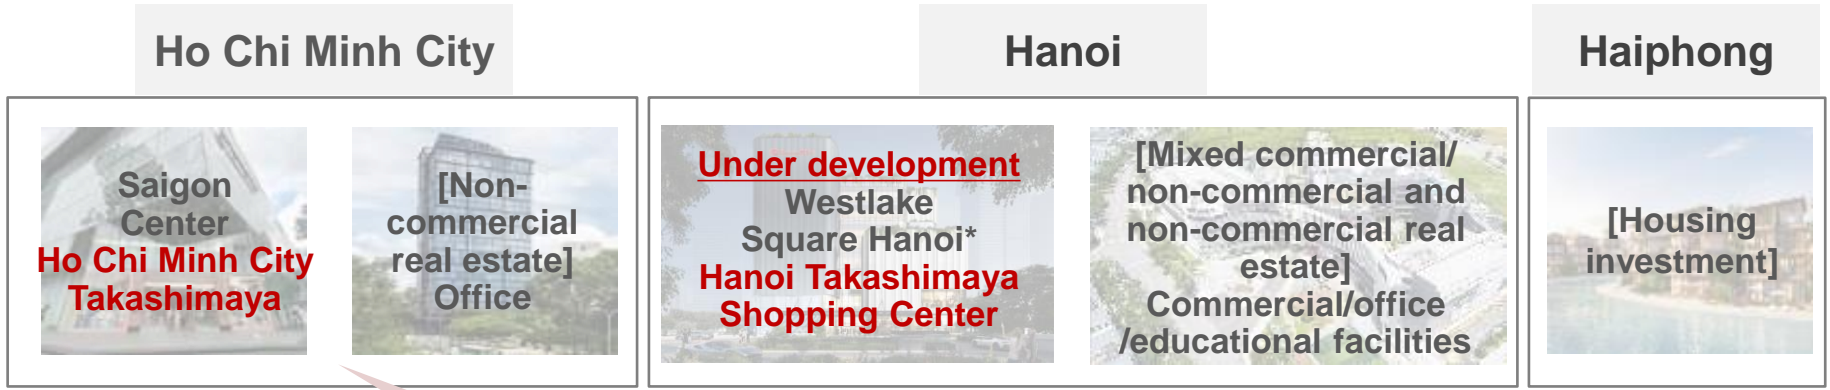 Ho Chi Minh City
Hanoi
Haiphong
Saigon
Center
Ho Chi Minh City
Takashimaya
[Non-
commercial
real estate]
Office
Under development
Westlake
Square Hanoi*
Hanoi Takashimaya
Shopping Center
[Mixed commercial/
non-commercial and
non-commercial real
estate]
Commercial/office
/educational facilities
[Housing
investment]